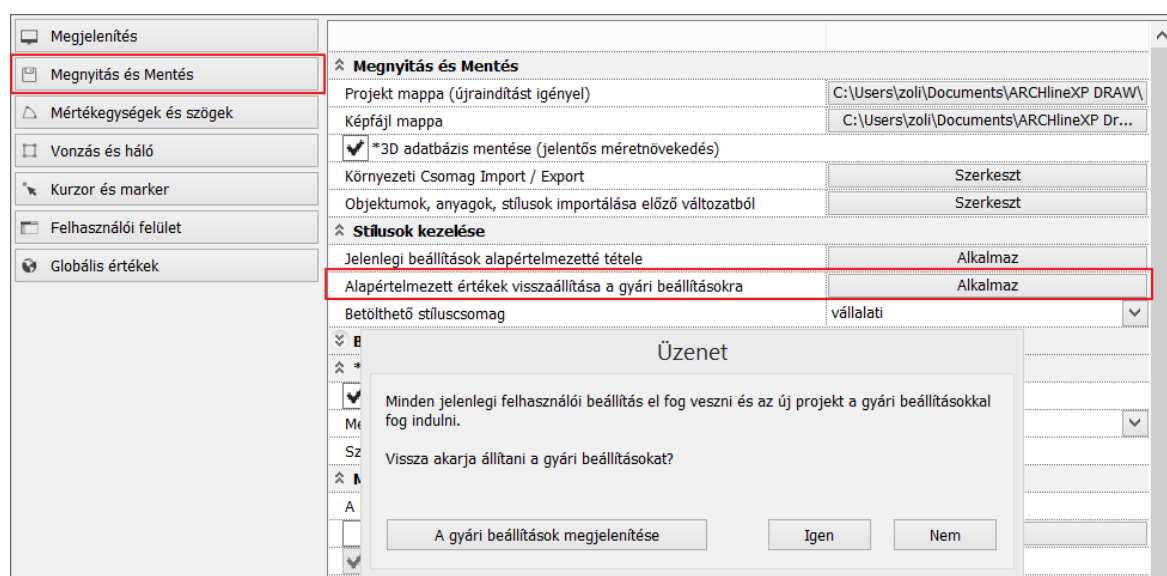 Megjelenítés
Megnyitás és Mentés
Mértékegységek és szögek
Vonzás és háló
Kurzor és marker
Felhasználói felület
Globális értékek
Megnyitás és Mentés
Projekt mappa (újraindítást igényel) C:\Users\zoli\Documents\ARCHlineXP DRAW\
Képfájl mappa C:\Users\zoli\Documents\ARCHlineXP Dr...
*3D adatbázis mentése (jelentős méretnövekedés)
Környezeti Csomag Import / Export Szerkeszt
Objektumok, anyagok, stílusok importálása előző változatból Szerkeszt
Stílusok kezelése
Jelenlegi beállítások alapértelmezetté tétele Alkalmaz
Alapértelmezett értékek visszaállítása a gyári beállításokra Alkalmaz
Betölthető stíluscsomag vállalati
Üzenet
Minden jelenlegi felhasználói beállítás el fog veszni és az új projekt a gyári beállításokkal
fog indulni.
Vissza akarja állítani a gyári beállításokat?
A gyári beállítások megjelenítése Igen Nem
Sz
A